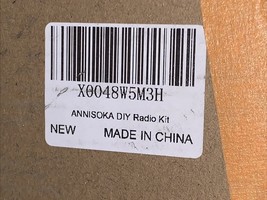 X0048W5M3H
ANNISOKA DIY Radio Kit
NEW MADE IN CHINA